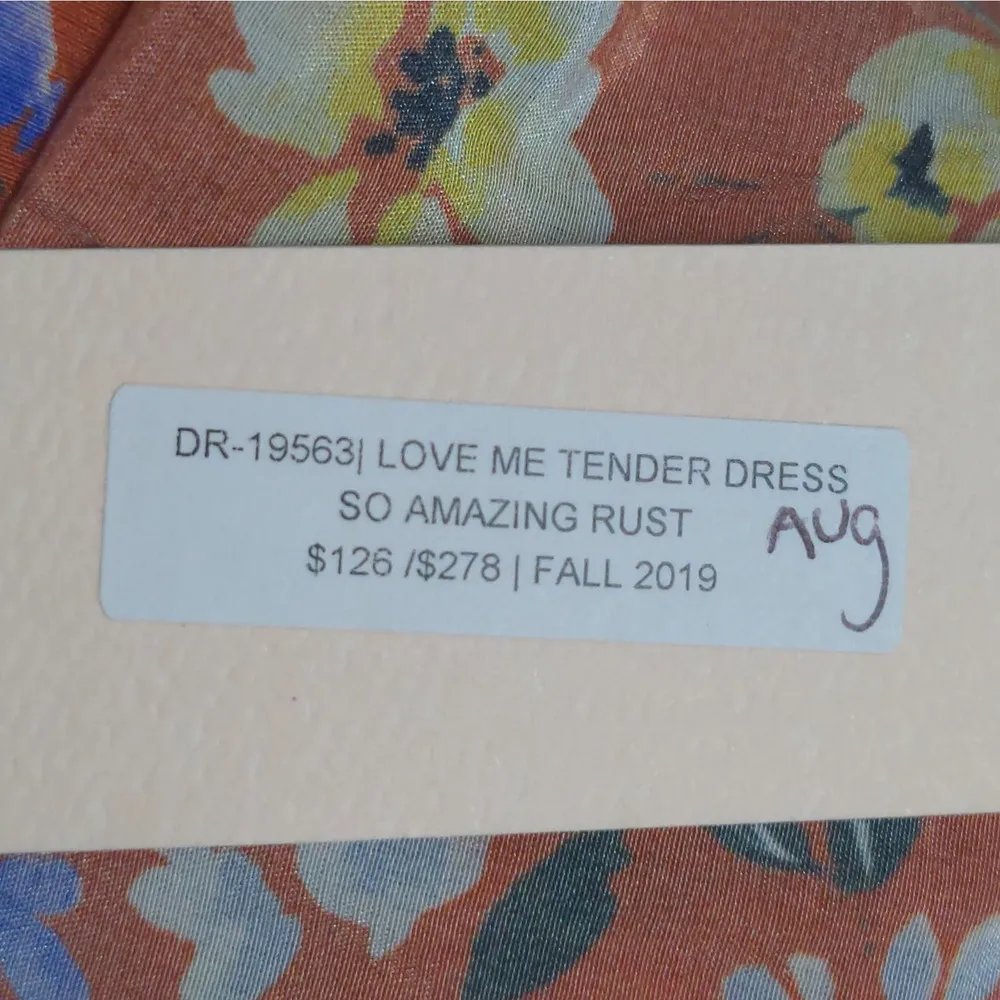 DR-19563| LOVE ME TENDER DRESS
SO AMAZING RUST
$126 /$278 | FALL 2019
AUg